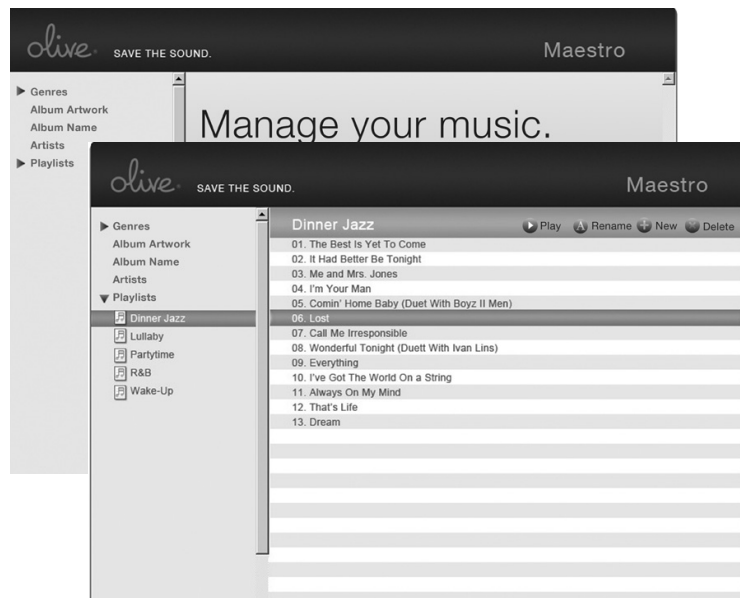 olive. SAVE THE SOUND. Maestro
Genres
Album Artwork
Album Name
Artists
Playlists
Manage your music.
olive. SAVE THE SOUND. Maestro
Genres
Album Artwork
Album Name
Artists
Playlists
Dinner Jazz
Lullaby
Partytime
R&B
Wake-Up
Dinner Jazz Play A Rename New Delete
01. The Best Is Yet To Come
02. It Had Better Be Tonight
03. Me and Mrs. Jones
04. I'm Your Man
05. Comin' Home Baby (Duet With Boyz II Men)
06. Lost
07. Call Me Irresponsible
08. Wonderful Tonight (Duett With Ivan Lins)
09. Everything
10. I've Got The World On a String
11. Always On My Mind
12. That's Life
13. Dream